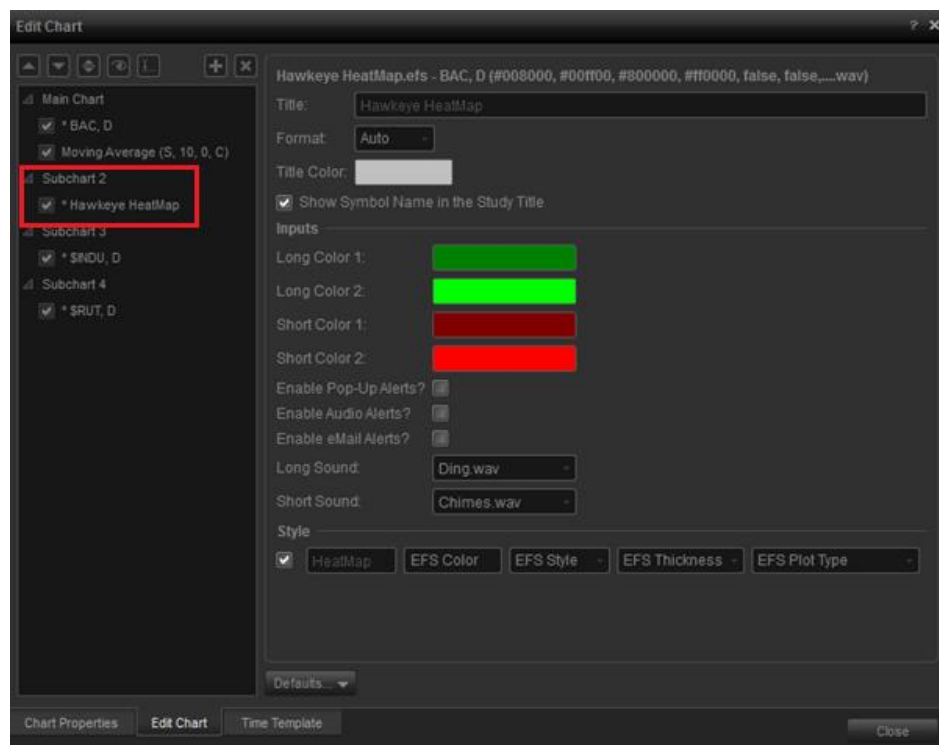 Edit Chart
?
Main Chart
* BAC, D
Moving Average (S, 10, 0, C)
Subchart 2
* Hawkeye HeatMap
Subchart 3
* $INDU, D
Subchart 4
* $RUT, D
Hawkeye HeatMap.efs - BAC, D (#008000, #00ff00, #800000, #ff0000, false, false,....wav)
Title: Hawkeye HeatMap
Format: Auto
Title Color:
Show Symbol Name in the Study Title
Inputs
Long Color 1:
Long Color 2:
Short Color 1:
Short Color 2:
Enable Pop-Up Alerts?
Enable Audio Alerts?
Enable eMail Alerts?
Long Sound: Ding.wav
Short Sound: Chimes.wav
Style
HeatMap EFS Color EFS Style EFS Thickness EFS Plot Type
Defaults...
Chart Properties Edit Chart Time Template Close